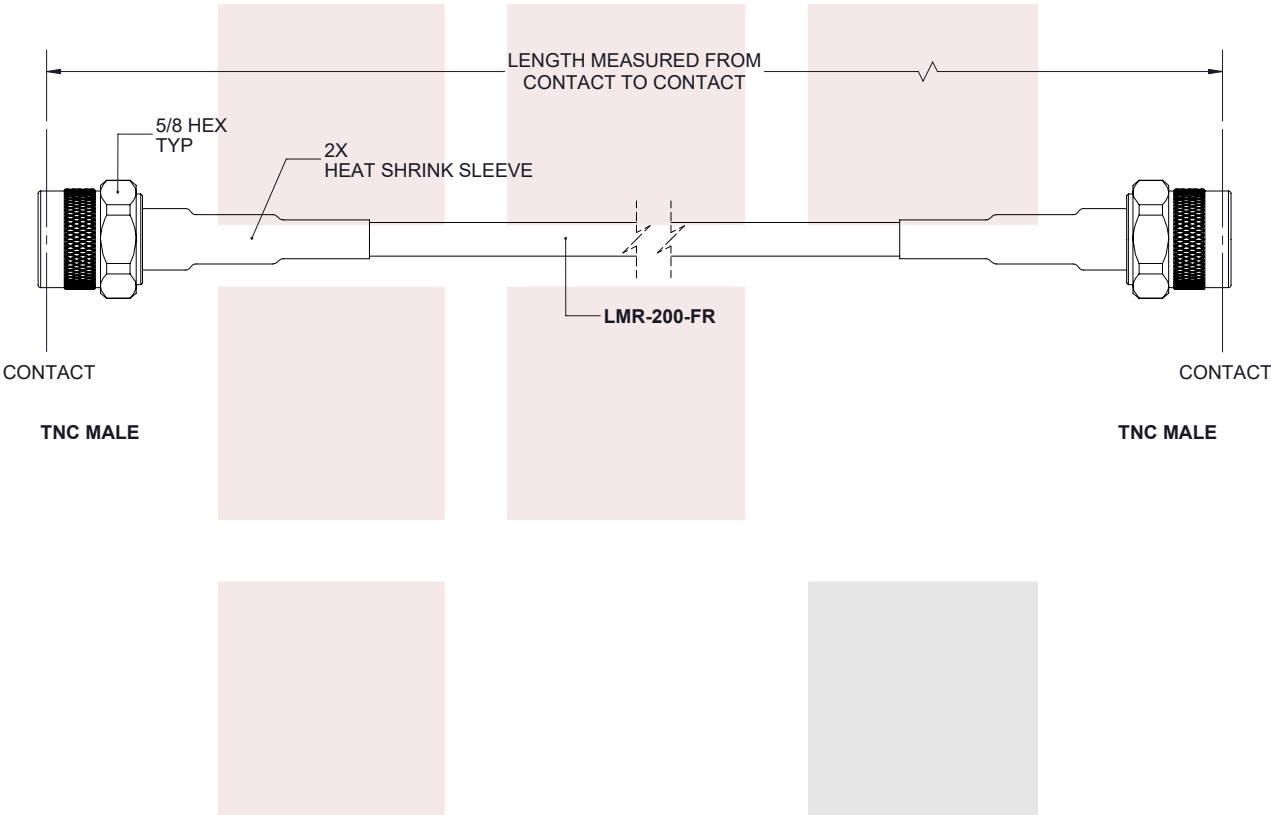 LENGTH MEASURED FROM
CONTACT TO CONTACT
5/8 HEX
TYP
2X
HEAT SHRINK SLEEVE
LMR-200-FR
CONTACT
CONTACT
TNC MALE
TNC MALE